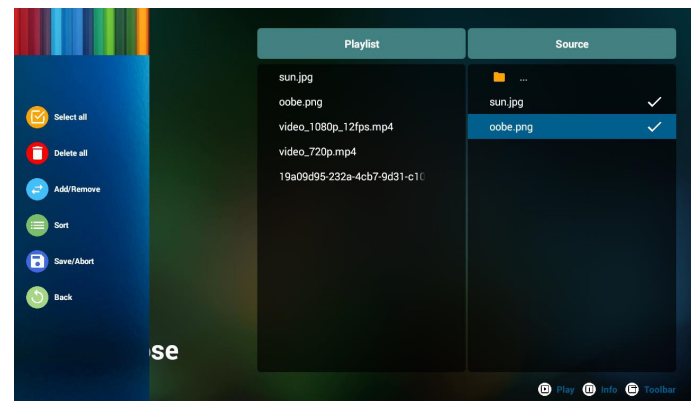 Select all
Delete all
Add/Remove
Sort
Save/Abort
Back
se
Playlist
sun.jpg
oobe.png
video_1080p_12fps.mp4
video_720p.mp4
19a09d95-232a-4cb7-9d31-c10
Source
...
sun.jpg
oobe.png
Play Info Toolbar